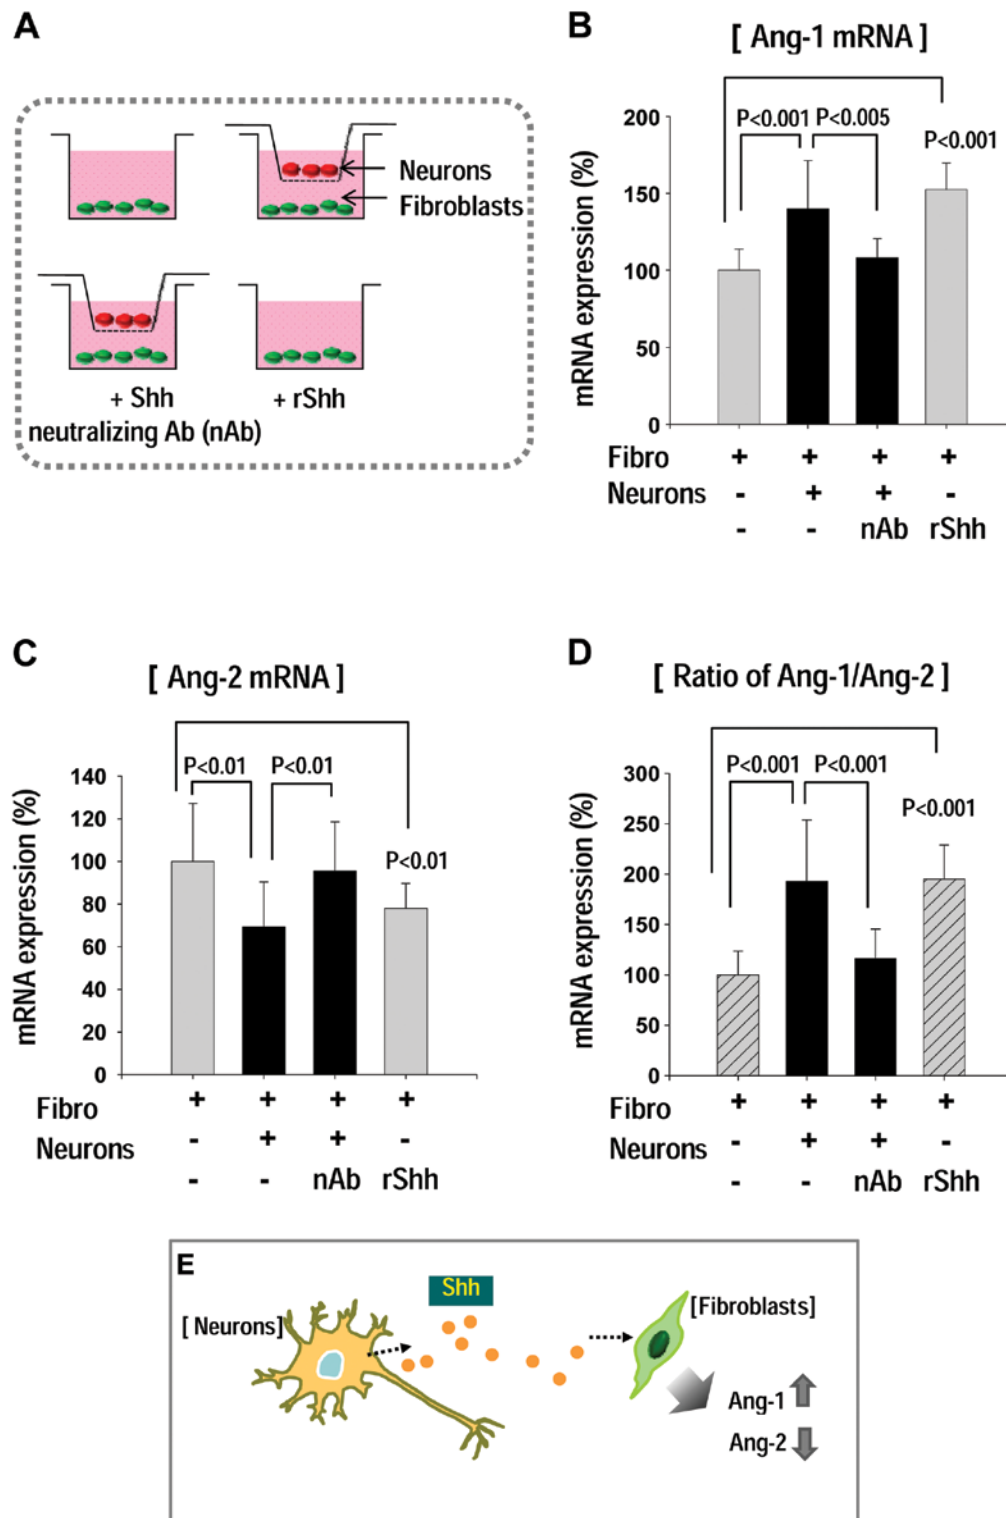 A
Neurons
Fibroblasts
+ Shh
neutralizing Ab (nAb)
+ rShh
B
[ Ang-1 mRNA ]
P<0.001
P<0.005
P<0.001
mRNA expression (%)
200
150
100
50
0
Fibro + + + +
Neurons - + + -
- - nAb rShh
C
[ Ang-2 mRNA ]
P<0.01
P<0.01
P<0.01
mRNA expression (%)
140
120
100
80
60
40
20
0
Fibro + + + +
Neurons - + + -
- - nAb rShh
D
[ Ratio of Ang-1/Ang-2 ]
P<0.001
P<0.001
P<0.001
mRNA expression (%)
300
250
200
150
100
50
0
Fibro + + + +
Neurons - + + -
- - nAb rShh
E
[ Neurons]
Shh
[Fibroblasts]
Ang-1
Ang-2